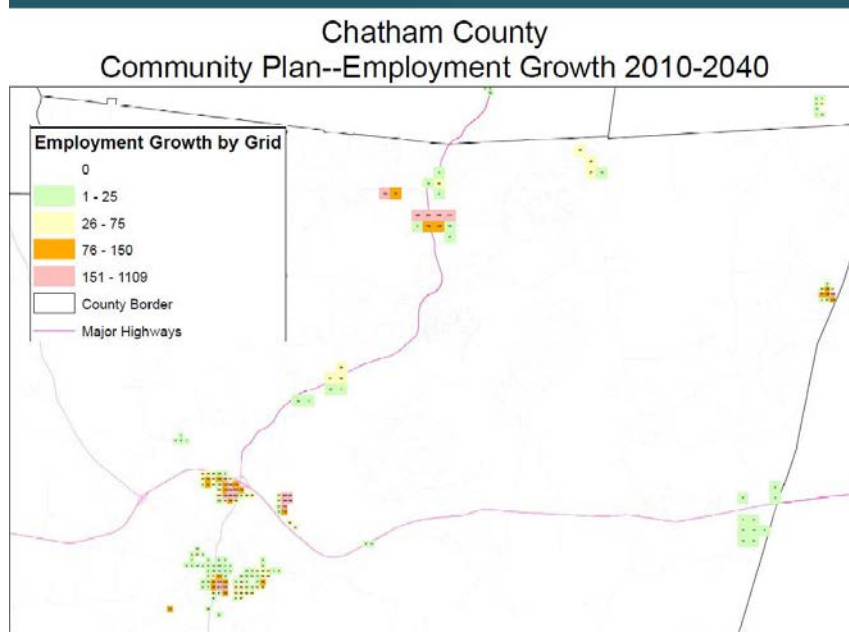 Chatham County
Community Plan--Employment Growth 2010-2040
Employment Growth by Grid
0
1 - 25
26 - 75
76 - 150
151 - 1109
County Border
Major Highways